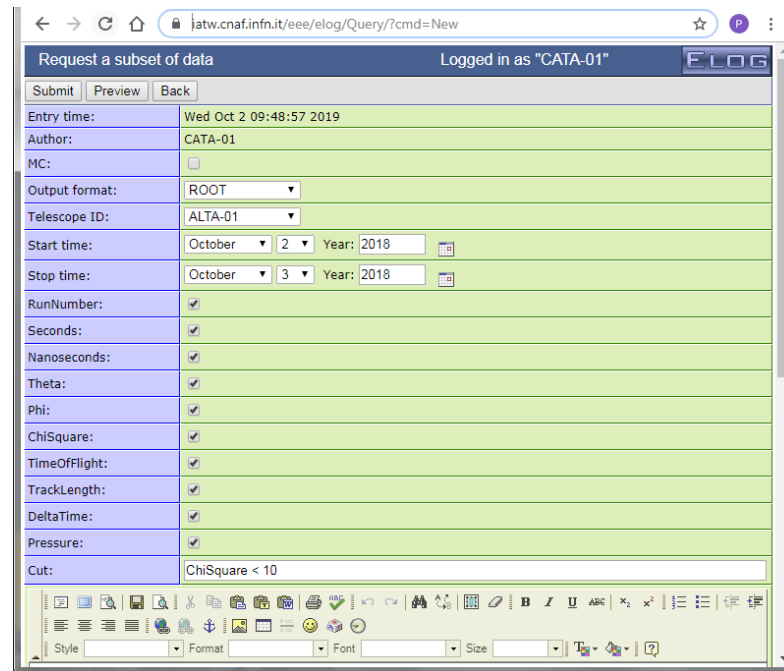 iatw.cnaf.infn.it/eee/elog/Query/?cmd=New
P
Request a subset of data Logged in as "CATA-01" ELOG
Submit Preview Back
Entry time: Wed Oct 2 09:48:57 2019
Author: CATA-01
MC:
Output format: ROOT
Telescope ID: ALTA-01
Start time: October 2 Year: 2018
Stop time: October 3 Year: 2018
RunNumber:
Seconds:
Nanoseconds:
Theta:
Phi:
ChiSquare:
TimeOfFlight:
TrackLength:
DeltaTime:
Pressure:
Cut: ChiSquare < 10
B I U ABC x₂ x²
Style Format Font Size